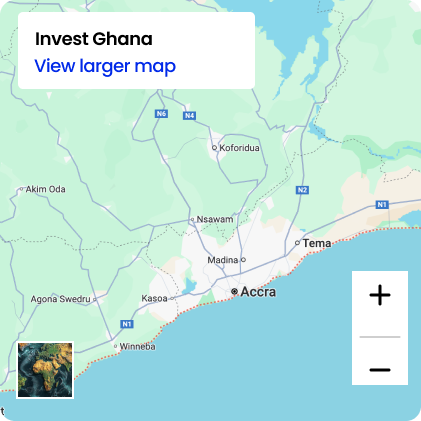 Invest Ghana
View larger map
N6
N4
Koforidua
Akim Oda
N2
N1
Nsawam
Tema
Madina
Accra
Agona Swedru
Kasoa
N1
Winneba
+
−
t